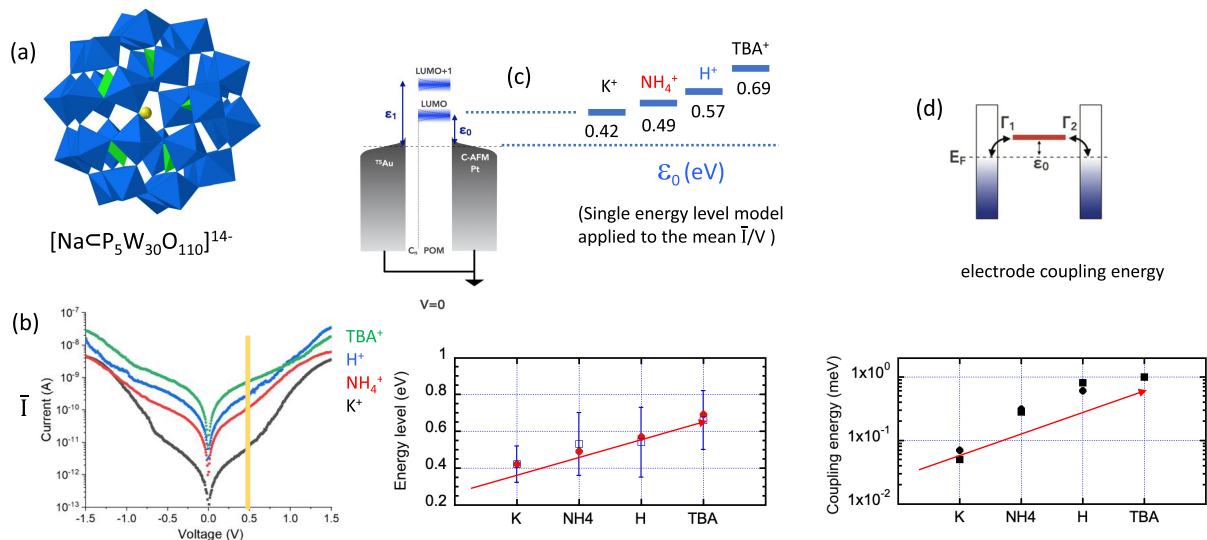 (a)
[Na⊂P₅W₃₀O₁₁₀]¹⁴⁻
LUMO+1
LUMO
ε₁
ε₀
ᵀˢAu
C-AFM
Pt
Cₙ
POM
V=0
(c)
K⁺
NH₄⁺
H⁺
TBA⁺
0.42
0.49
0.57
0.69
ε₀ (eV)
(Single energy level model
applied to the mean Ī/V )
(d)
Γ₁
Γ₂
E_F
ε₀
electrode coupling energy
(b)
Ī
Current (A)
10⁻⁷
10⁻⁸
10⁻⁹
10⁻¹⁰
10⁻¹¹
10⁻¹²
10⁻¹³
-1.5 -1.0 -0.5 0.0 0.5 1.0 1.5
Voltage (V)
TBA⁺
H⁺
NH₄⁺
K⁺
Energy level (eV)
1
0.8
0.6
0.4
0.2
K NH4 H TBA
Coupling energy (meV)
1x10⁰
1x10⁻¹
1x10⁻²
K NH4 H TBA